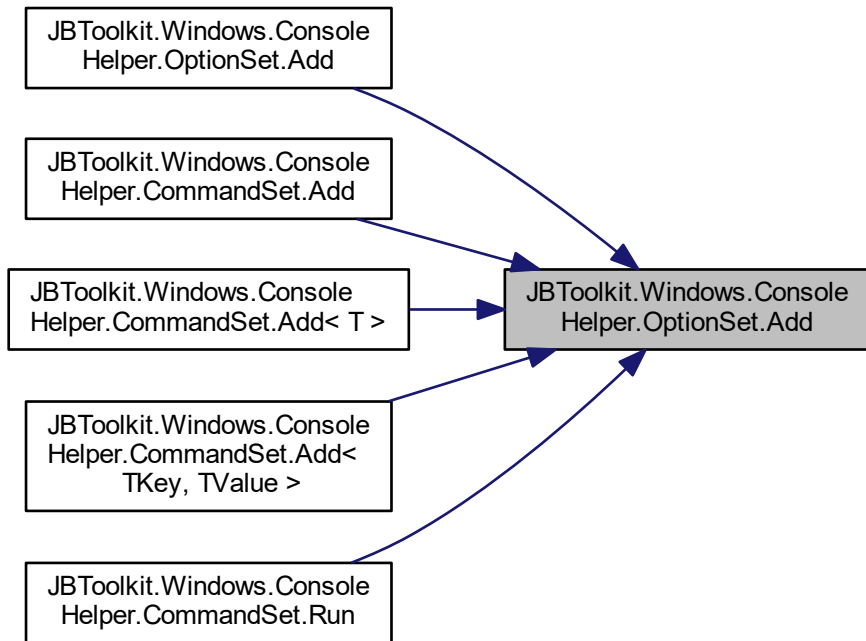 JBToolkit.Windows.Console
Helper.OptionSet.Add
JBToolkit.Windows.Console
Helper.CommandSet.Add
JBToolkit.Windows.Console
Helper.CommandSet.Add< T >
JBToolkit.Windows.Console
Helper.OptionSet.Add
JBToolkit.Windows.Console
Helper.CommandSet.Add<
TKey, TValue >
JBToolkit.Windows.Console
Helper.CommandSet.Run